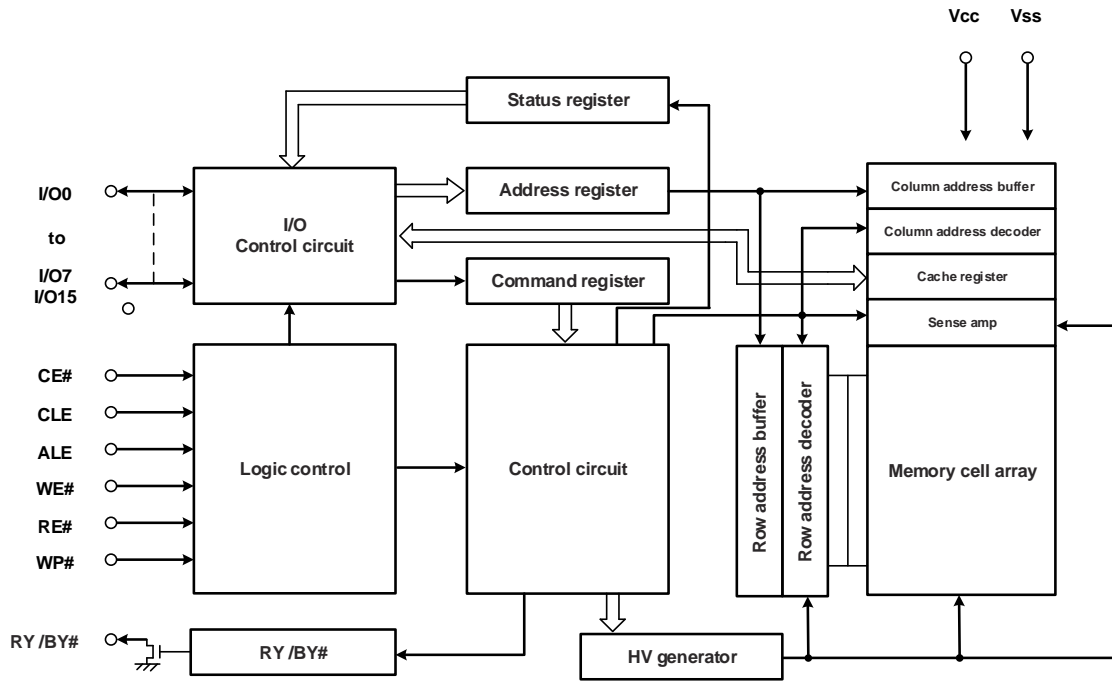 Vcc
Vss
Status register
I/O0
to
I/O7
I/O15
I/O
Control circuit
Address register
Command register
Column address buffer
Column address decoder
Cache register
Sense amp
CE#
CLE
ALE
WE#
RE#
WP#
Logic control
Control circuit
Row address buffer
Row address decoder
Memory cell array
RY /BY#
RY /BY#
HV generator